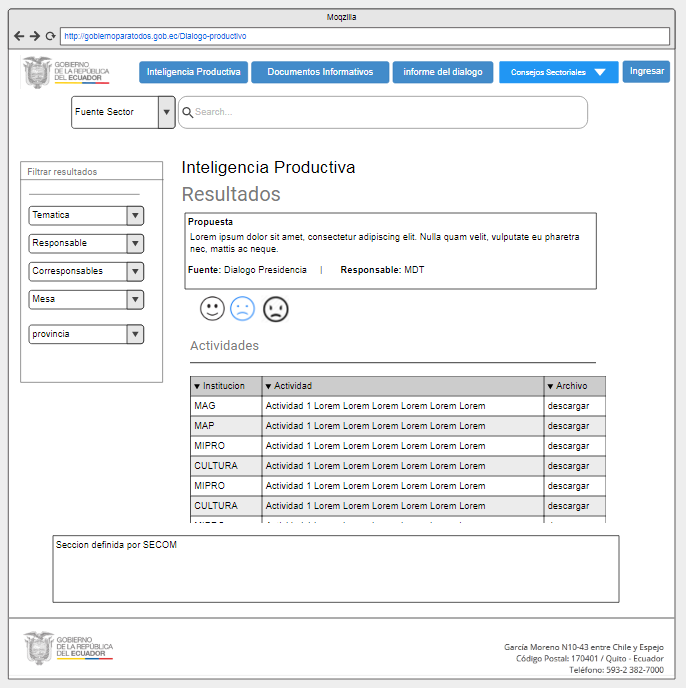 Moqzilla
http://gobiernoparatodos.gob.ec/Dialogo-productivo
GOBIERNO
DE LA REPÚBLICA
DEL ECUADOR
Inteligencia Productiva
Documentos Informativos
informe del dialogo
Consejos Sectoriales
Ingresar
Fuente Sector
Search...
Filtrar resultados
Tematica
Responsable
Corresponsables
Mesa
provincia
Inteligencia Productiva
Resultados
Propuesta
Lorem ipsum dolor sit amet, consectetur adipiscing elit. Nulla quam velit, vulputate eu pharetra
nec, mattis ac neque.
Fuente: Dialogo Presidencia | Responsable: MDT
Actividades
Institucion Actividad Archivo
MAG Actividad 1 Lorem Lorem Lorem Lorem Lorem Lorem descargar
MAP Actividad 1 Lorem Lorem Lorem Lorem Lorem Lorem descargar
MIPRO Actividad 1 Lorem Lorem Lorem Lorem Lorem Lorem descargar
CULTURA Actividad 1 Lorem Lorem Lorem Lorem Lorem Lorem descargar
MIPRO Actividad 1 Lorem Lorem Lorem Lorem Lorem Lorem descargar
CULTURA Actividad 1 Lorem Lorem Lorem Lorem Lorem Lorem descargar
Seccion definida por SECOM
GOBIERNO
DE LA REPÚBLICA
DEL ECUADOR
García Moreno N10-43 entre Chile y Espejo
Código Postal: 170401 / Quito - Ecuador
Teléfono: 593-2 382-7000